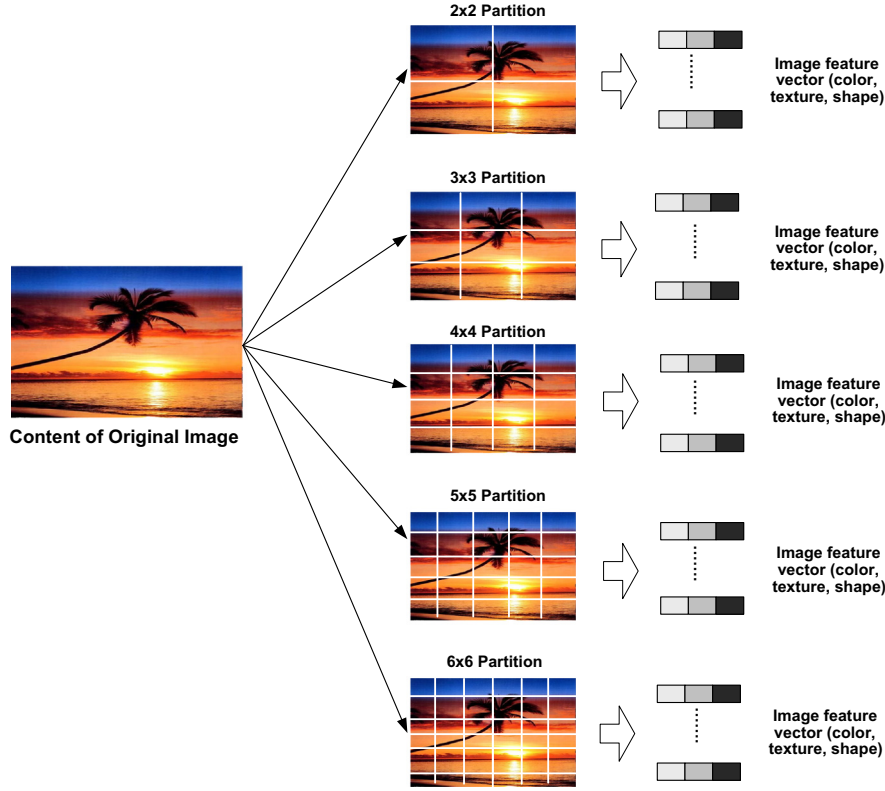 2x2 Partition
Image feature
vector (color,
texture, shape)
3x3 Partition
Image feature
vector (color,
texture, shape)
Content of Original Image
4x4 Partition
Image feature
vector (color,
texture, shape)
5x5 Partition
Image feature
vector (color,
texture, shape)
6x6 Partition
Image feature
vector (color,
texture, shape)